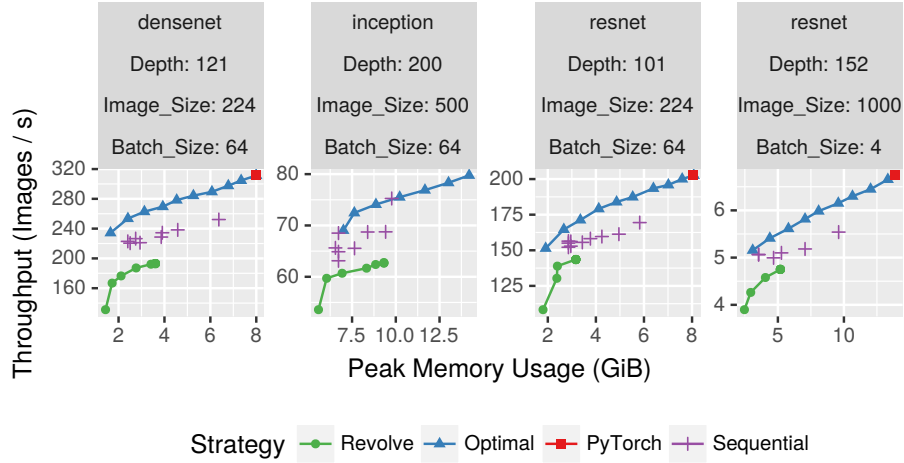 densenet
Depth: 121
Image_Size: 224
Batch_Size: 64
inception
Depth: 200
Image_Size: 500
Batch_Size: 64
resnet
Depth: 101
Image_Size: 224
Batch_Size: 64
resnet
Depth: 152
Image_Size: 1000
Batch_Size: 4
Throughput (Images / s)
320
280
240
200
160
2 4 6 8
80
70
60
7.5 10.0 12.5
200
175
150
125
2 4 6 8
6
5
4
5 10
Peak Memory Usage (GiB)
Strategy Revolve Optimal PyTorch Sequential